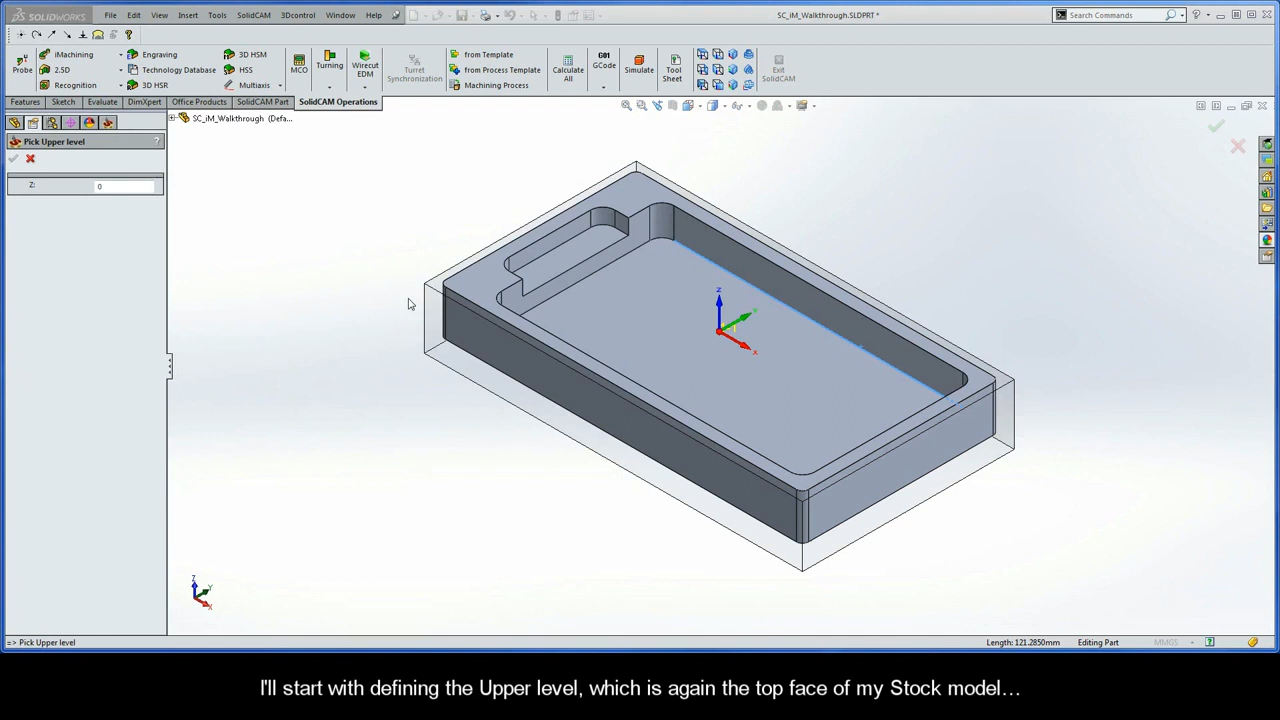 SOLIDWORKS File Edit View Insert Tools SolidCAM 3Dcontrol Window Help SC_iM_Walkthrough.SLDPRT * Search Commands
Probe iMachining Engraving 3D HSM MCO Turning Wirecut EDM Turret Synchronization from Template Calculate All G01 GCode Simulate Tool Sheet Exit SolidCAM
2.5D Technology Database HSS from Process Template
Recognition 3D HSR Multiaxis Machining Process
Features Sketch Evaluate DimXpert Office Products SolidCAM Part SolidCAM Operations
SC_iM_Walkthrough (Defa...
Pick Upper level ?
Z: 0
Z
Y
X
Z
Y
X
=> Pick Upper level Length: 121.2850mm Editing Part MMGS
I'll start with defining the Upper level, which is again the top face of my Stock model…